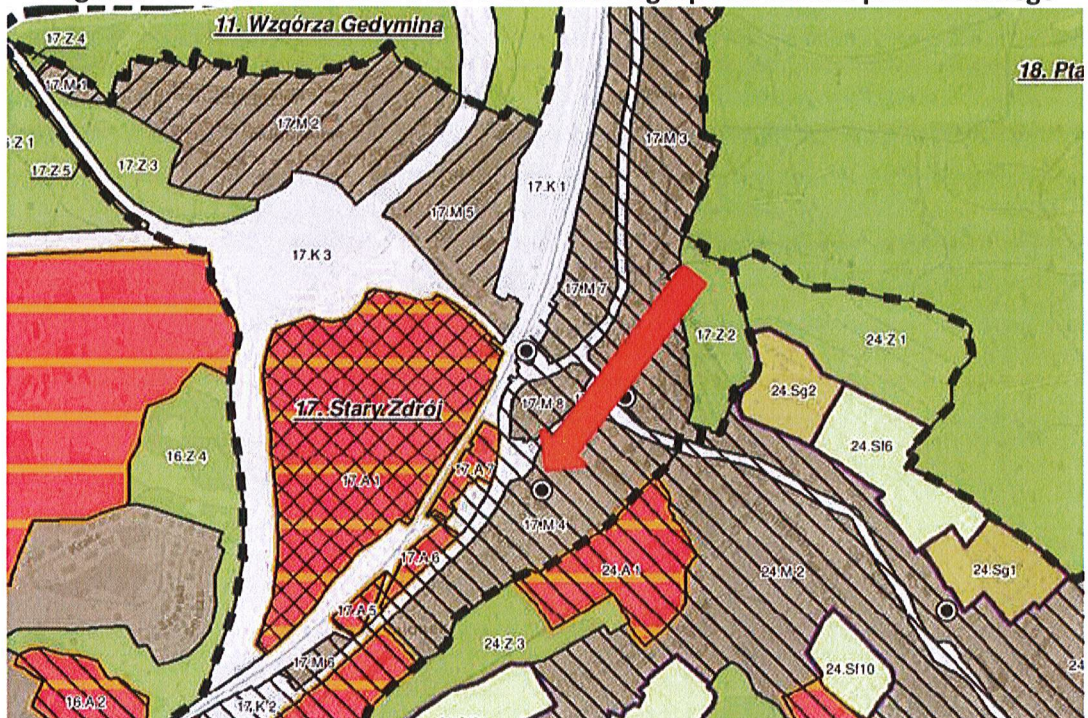 11. Wzgórza Gedymina
17.Z 4
18. Pta
17.M 1
17.M 2
17.M 3
Z 1
17.Z 3
17.Z 5
17.K 1
17.M 5
17.K 3
17.M 7
17.Z 2
24.Z 1
24.Sg2
17.M 8
17. Stary Zdrój
24.Sf6
16.Z 4
17.A 7
17.A 1
17.M 4
17.A 6
24.A 1
24.M 2
24.Sg1
17.A 5
24.Z 3
17.M 6
24.Sf10
24
16.A 2
17.K 2